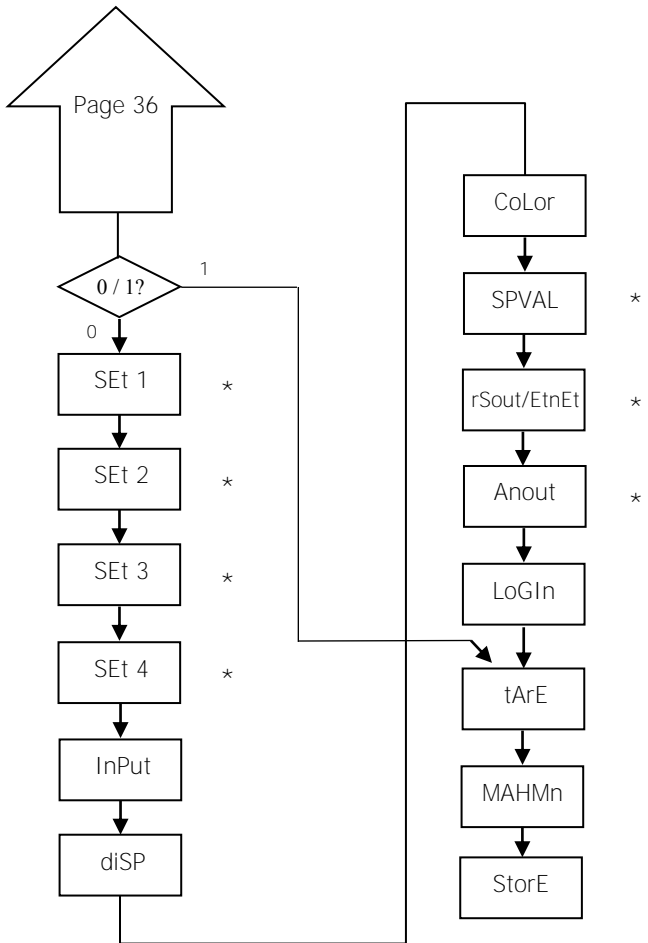 Page 36
0 / 1?
1
0
SEt 1
*
SEt 2
*
SEt 3
*
SEt 4
*
InPut
diSP
CoLor
SPVAL
*
rSout/EtnEt
*
Anout
*
LoGIn
tArE
MAHMn
StorE